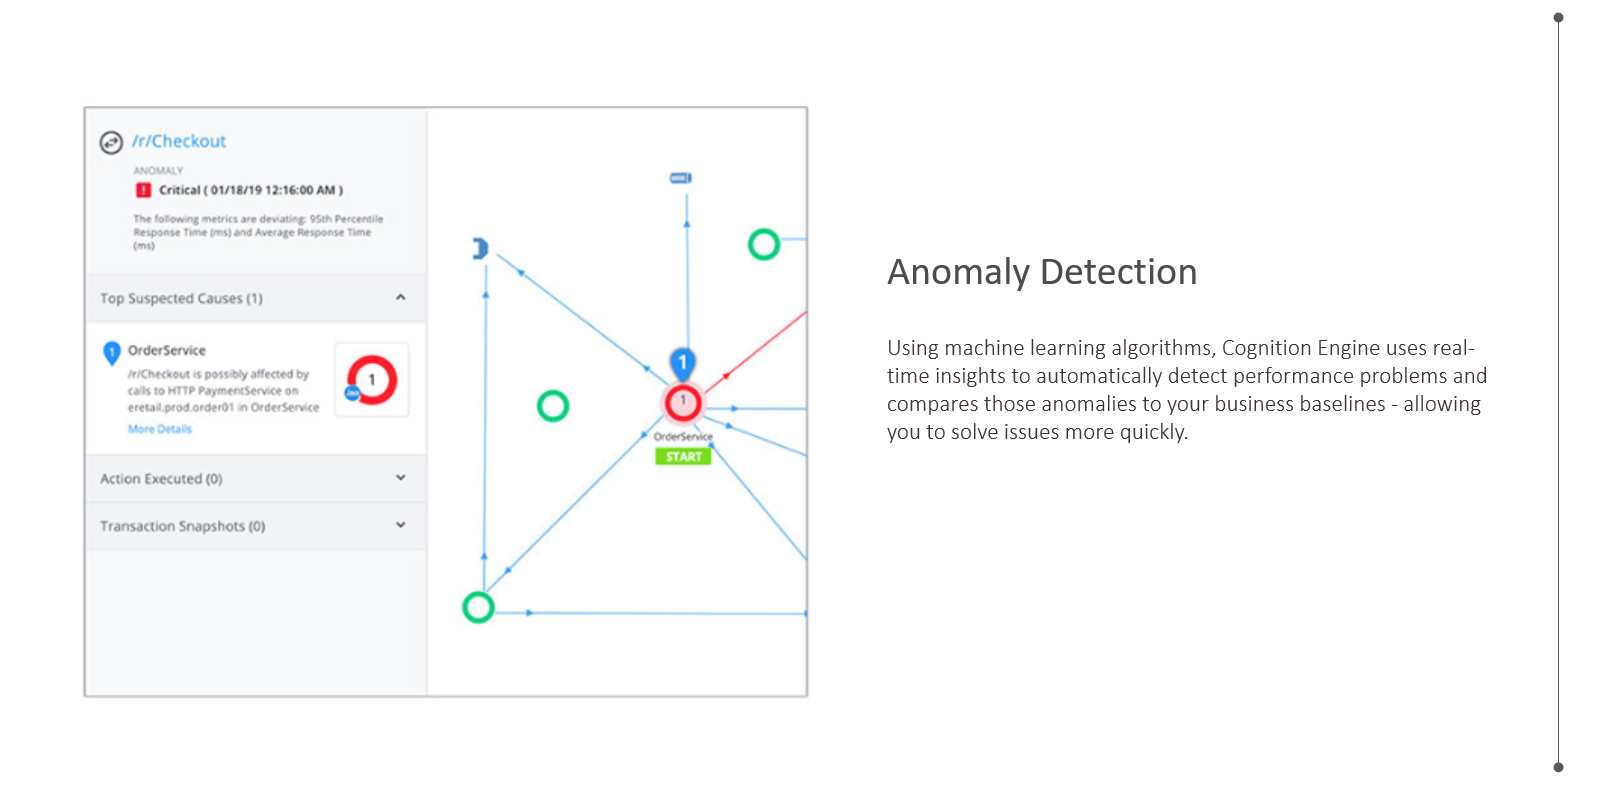 /r/Checkout
ANOMALY
! Critical ( 01/18/19 12:16:00 AM )
The following metrics are deviating: 95th Percentile
Response Time (ms) and Average Response Time
(ms)
Top Suspected Causes (1)
1 OrderService
/r/Checkout is possibly affected by
calls to HTTP PaymentService on
eretail.prod.order01 in OrderService
More Details
1
Action Executed (0)
Transaction Snapshots (0)
1
1
OrderService
START
Anomaly Detection
Using machine learning algorithms, Cognition Engine uses real-
time insights to automatically detect performance problems and
compares those anomalies to your business baselines - allowing
you to solve issues more quickly.